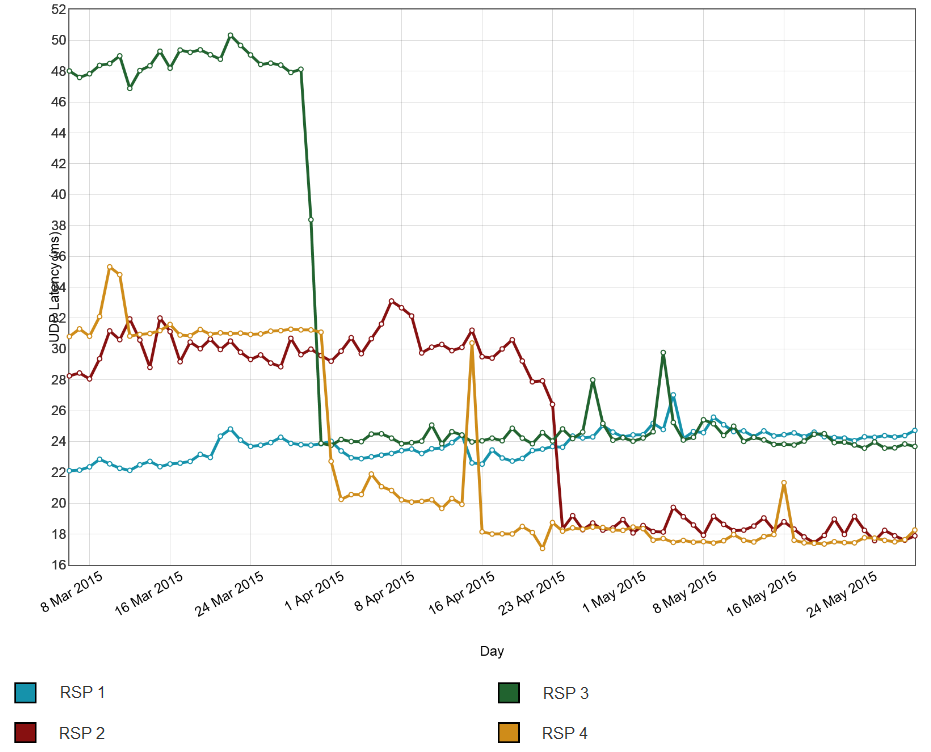 52
50
48
46
44
42
40
38
36
34
32
30
28
26
24
22
20
18
16
UDP Latency (ms)
8 Mar 2015
16 Mar 2015
24 Mar 2015
1 Apr 2015
8 Apr 2015
16 Apr 2015
23 Apr 2015
1 May 2015
8 May 2015
16 May 2015
24 May 2015
Day
RSP 1
RSP 3
RSP 2
RSP 4